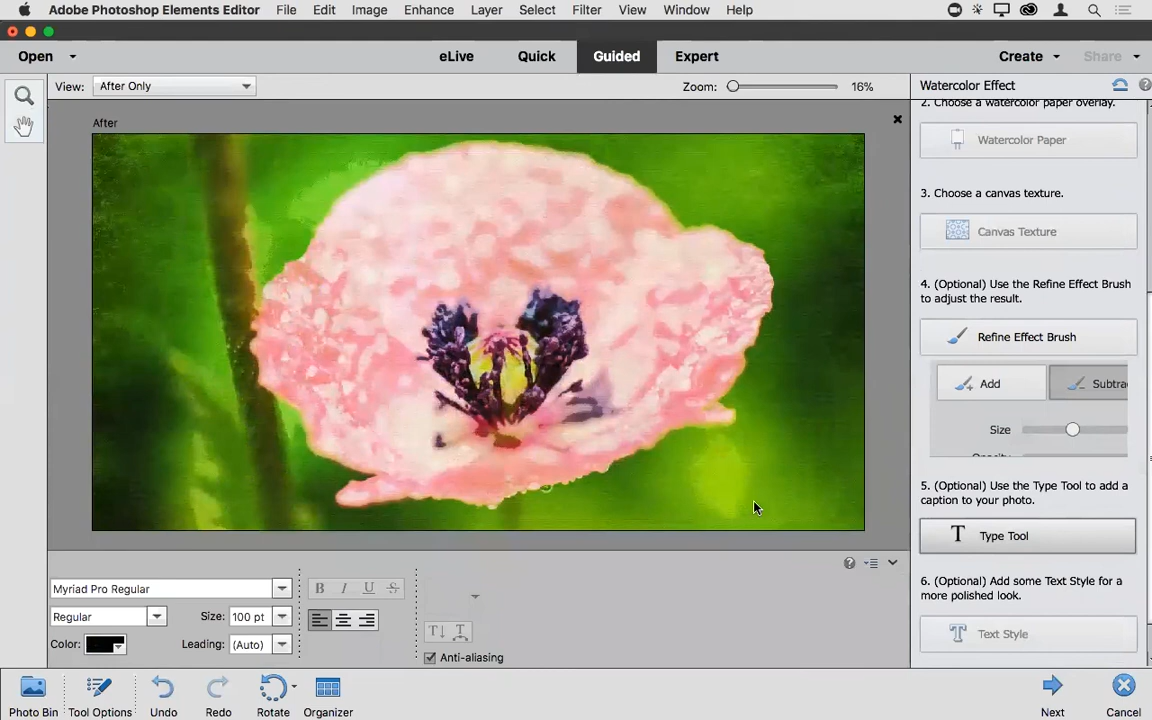 Adobe Photoshop Elements Editor File Edit Image Enhance Layer Select Filter View Window Help
Open eLive Quick Guided Expert Create Share
View: After Only Zoom: 16% Watercolor Effect
After
2. Choose a watercolor paper overlay.
Watercolor Paper
3. Choose a canvas texture.
Canvas Texture
4. (Optional) Use the Refine Effect Brush
to adjust the result.
Refine Effect Brush
Add Subtra
Size
5. (Optional) Use the Type Tool to add a
caption to your photo.
T Type Tool
6. (Optional) Add some Text Style for a
more polished look.
Text Style
Myriad Pro Regular B I U S
Regular Size: 100 pt
Color: Leading: (Auto)
Anti-aliasing
Photo Bin Tool Options Undo Redo Rotate Organizer Next Cancel